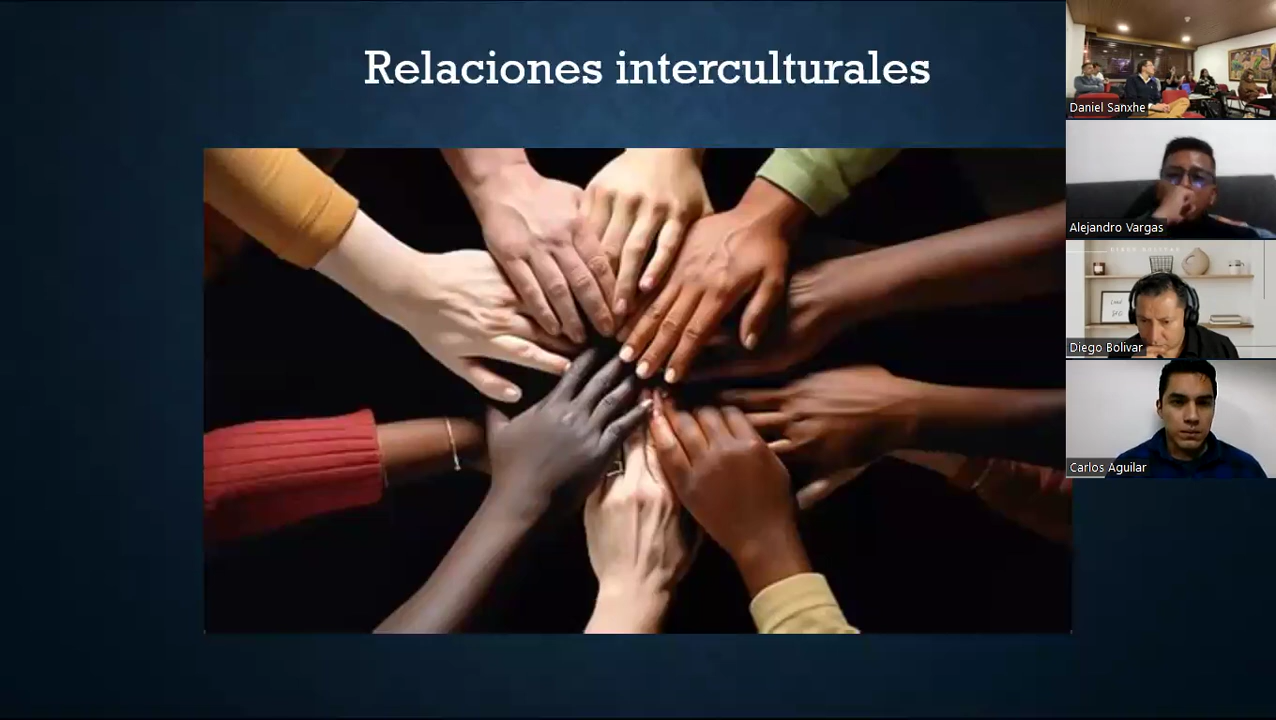 Relaciones interculturales
Daniel Sanxhe
Alejandro Vargas
Diego Bolivar
Carlos Aguilar